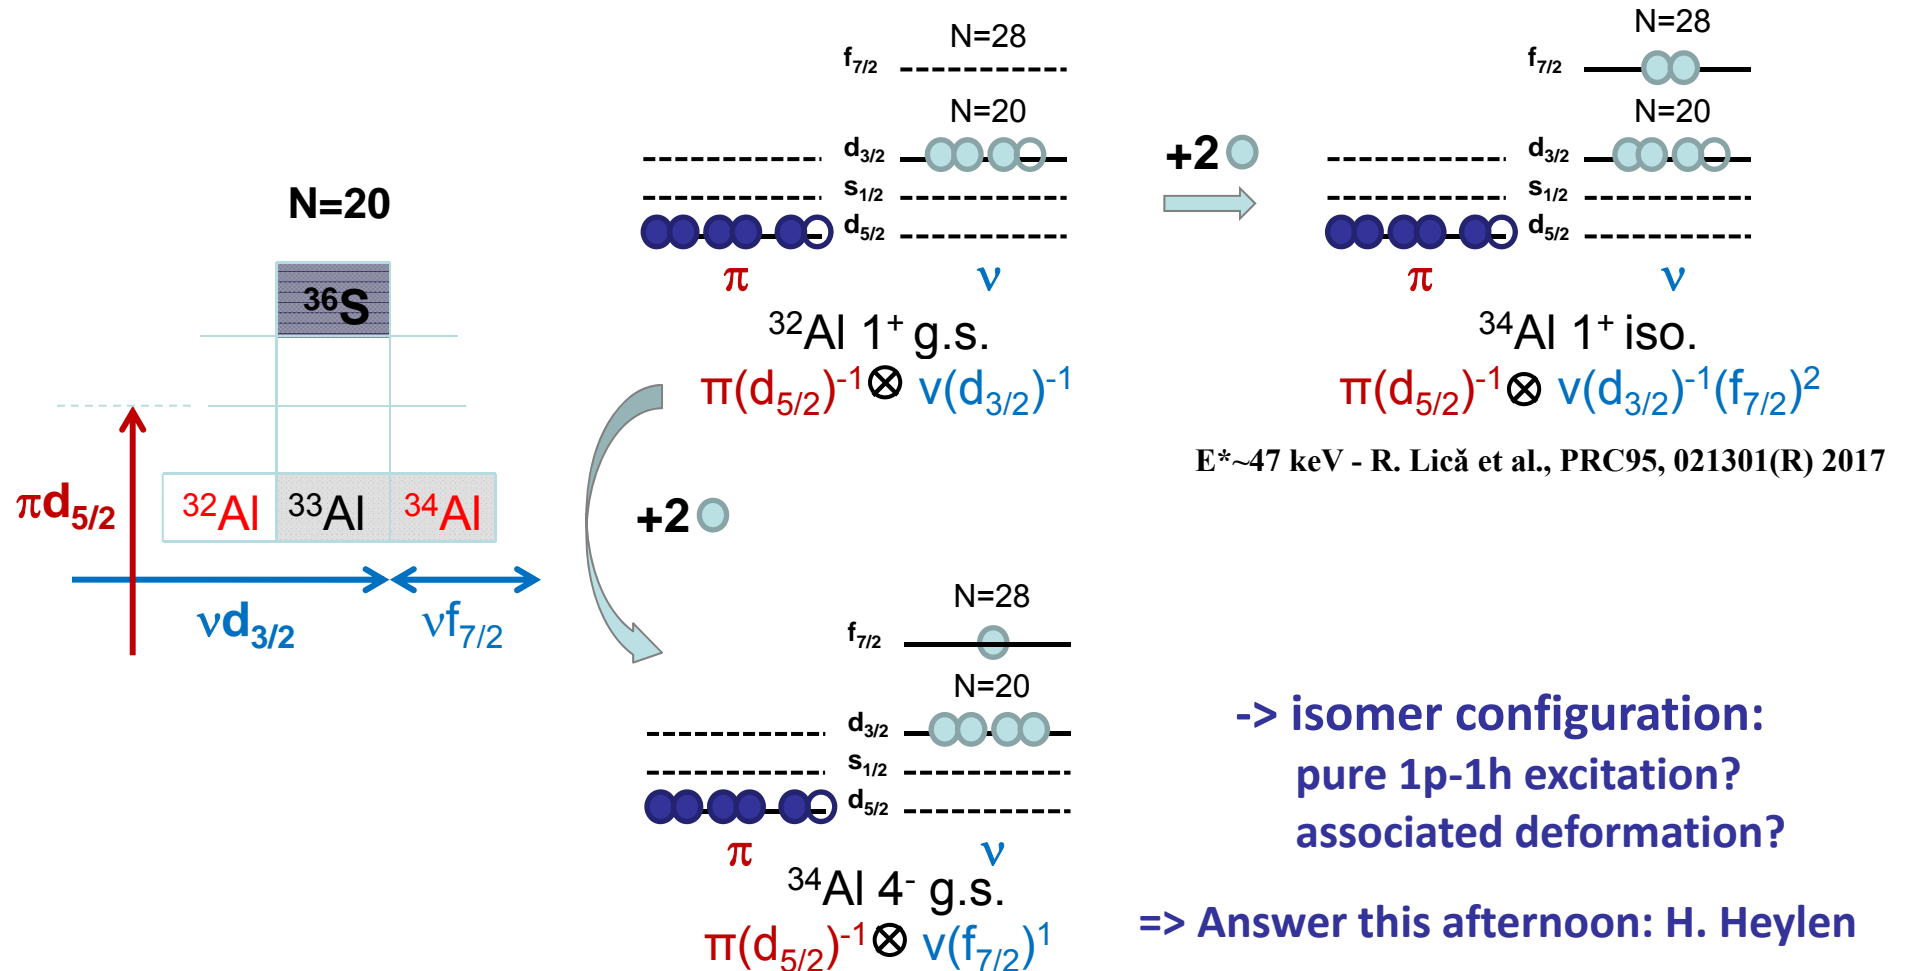 N=20
³⁶S
³²Al ³³Al ³⁴Al
πd₅/₂
νd₃/₂ νf₇/₂
N=28
f₇/₂
N=20
d₃/₂
s₁/₂
d₅/₂
π ν
³²Al 1⁺ g.s.
π(d₅/₂)⁻¹⊗ ν(d₃/₂)⁻¹
+2
N=28
f₇/₂
N=20
d₃/₂
s₁/₂
d₅/₂
π ν
³⁴Al 1⁺ iso.
π(d₅/₂)⁻¹⊗ ν(d₃/₂)⁻¹(f₇/₂)²
E*~47 keV - R. Lică et al., PRC95, 021301(R) 2017
+2
N=28
f₇/₂
N=20
d₃/₂
s₁/₂
d₅/₂
π ν
³⁴Al 4⁻ g.s.
π(d₅/₂)⁻¹⊗ ν(f₇/₂)¹
-> isomer configuration:
pure 1p-1h excitation?
associated deformation?
=> Answer this afternoon: H. Heylen